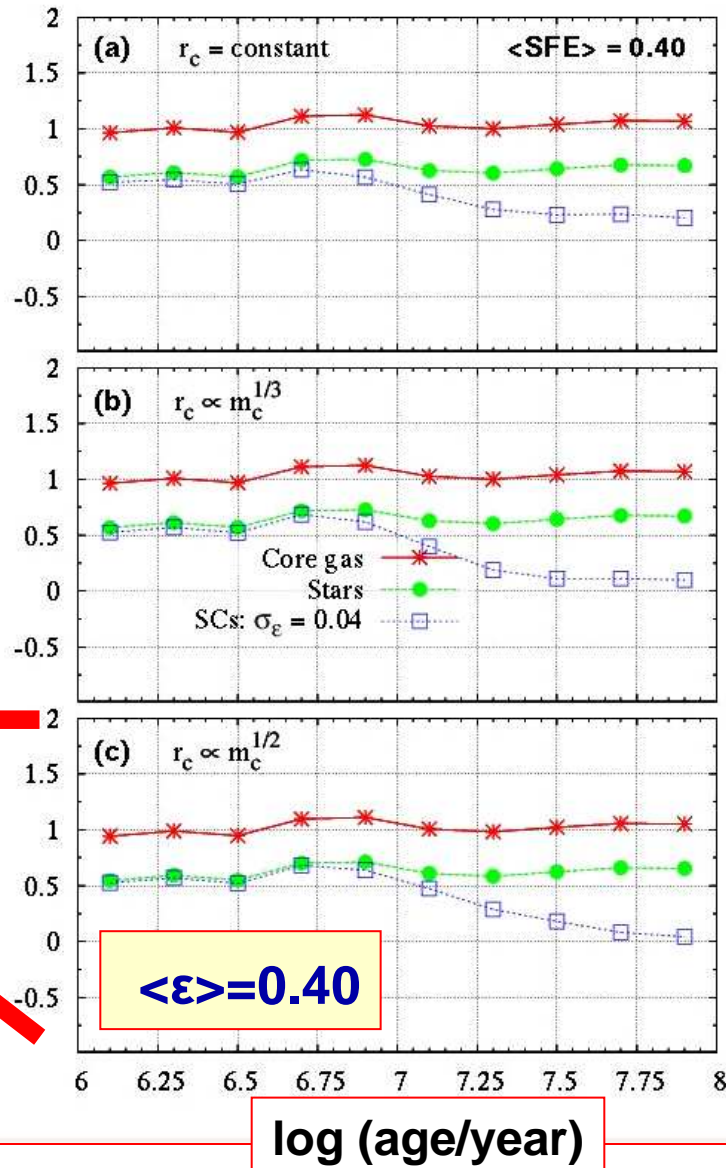 2
(a) r_c = constant <SFE> = 0.40
1.5
1
0.5
0
-0.5
2
(b) r_c ∝ m_c^1/3
1.5
1
0.5
Core gas
Stars
0
SCs: σ_ε = 0.04
-0.5
2
(c) r_c ∝ m_c^1/2
1.5
1
0.5
0
<ε>=0.40
-0.5
6 6.25 6.5 6.75 7 7.25 7.5 7.75 8
log (age/year)